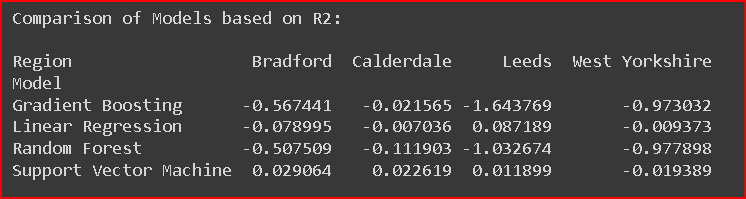 Comparison of Models based on R2:
Region Bradford Calderdale Leeds West Yorkshire
Model
Gradient Boosting -0.567441 -0.021565 -1.643769 -0.973032
Linear Regression -0.078995 -0.007036 0.087189 -0.009373
Random Forest -0.507509 -0.111903 -1.032674 -0.977898
Support Vector Machine 0.029064 0.022619 0.011899 -0.019389